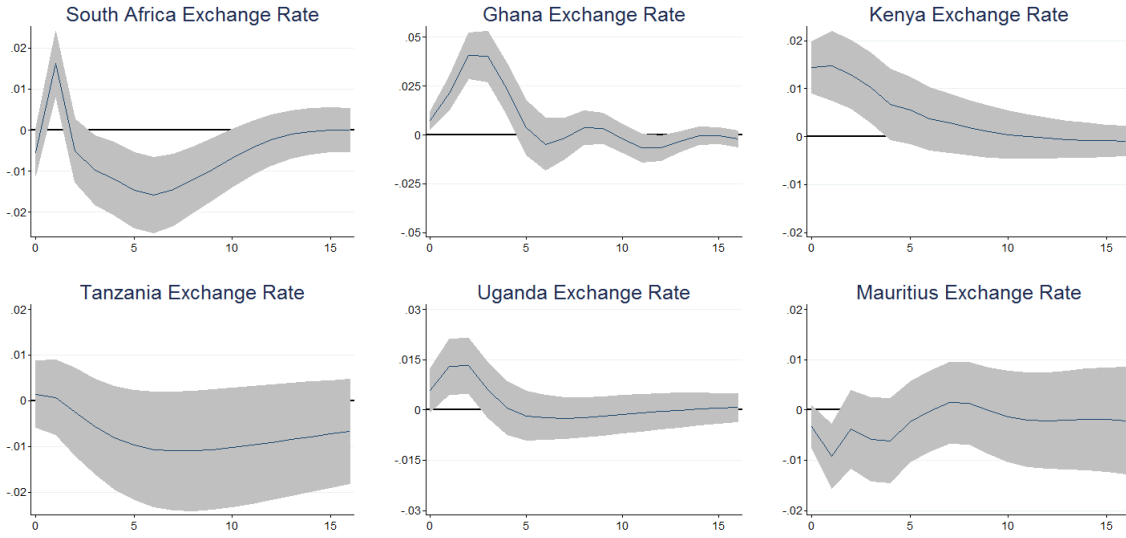 South Africa Exchange Rate
.02
.01
0
-.01
-.02
0 5 10 15
Ghana Exchange Rate
.05
.025
0
-.025
-.05
0 5 10 15
Kenya Exchange Rate
.02
.01
0
-.01
-.02
0 5 10 15
Tanzania Exchange Rate
.02
.01
0
-.01
-.02
0 5 10 15
Uganda Exchange Rate
.03
.015
0
-.015
-.03
0 5 10 15
Mauritius Exchange Rate
.02
.01
0
-.01
-.02
0 5 10 15